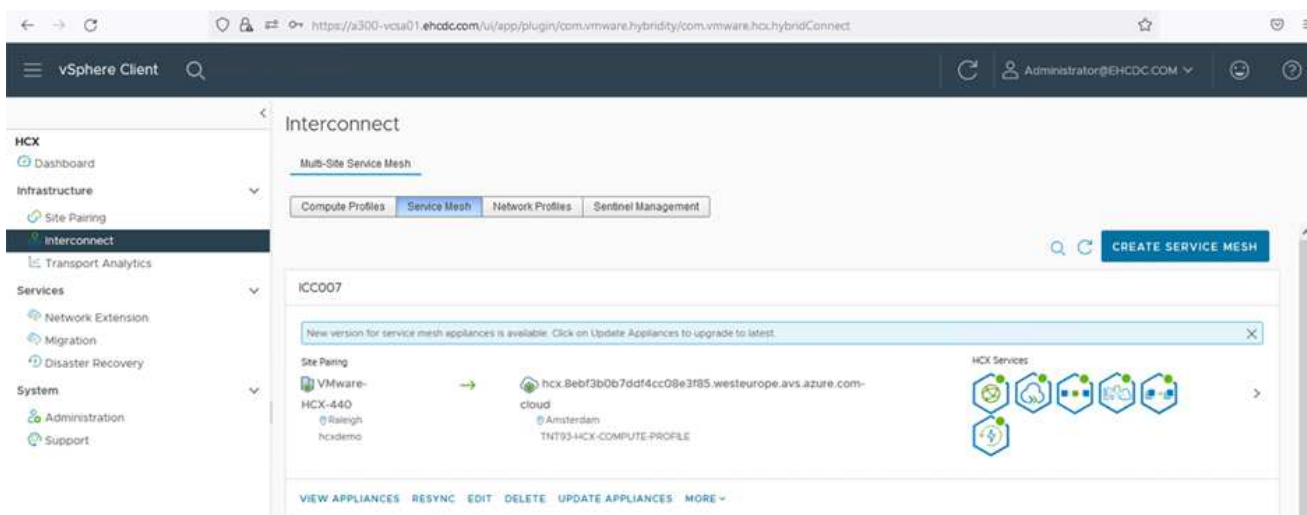 https://a300-vcsa01.ehcdc.com/ui/app/plugin/com.vmware.hybridity/com.vmware.hcx.hybridConnect
vSphere Client
Administrator@EHCDC.COM
HCX
Dashboard
Infrastructure
Site Pairing
Interconnect
Transport Analytics
Services
Network Extension
Migration
Disaster Recovery
System
Administration
Support
Interconnect
Multi-Site Service Mesh
Compute Profiles Service Mesh Network Profiles Sentinel Management
CREATE SERVICE MESH
ICC007
New version for service mesh appliances is available. Click on Update Appliances to upgrade to latest.
Site Pairing
VMware-
HCX-440
Raleigh
hcxdemo
hcx.8ebf3b0b7ddf4cc08e3f85.westeurope.avs.azure.com-
cloud
Amsterdam
TNT93-HCX-COMPUTE-PROFILE
HCX Services
VIEW APPLIANCES RESYNC EDIT DELETE UPDATE APPLIANCES MORE